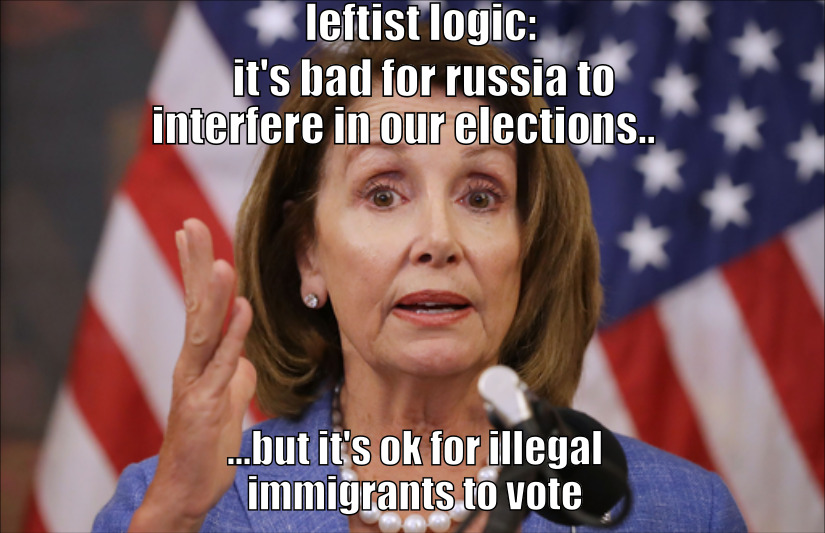 leftist logic:
it's bad for russia to
interfere in our elections..
...but it's ok for illegal
immigrants to vote